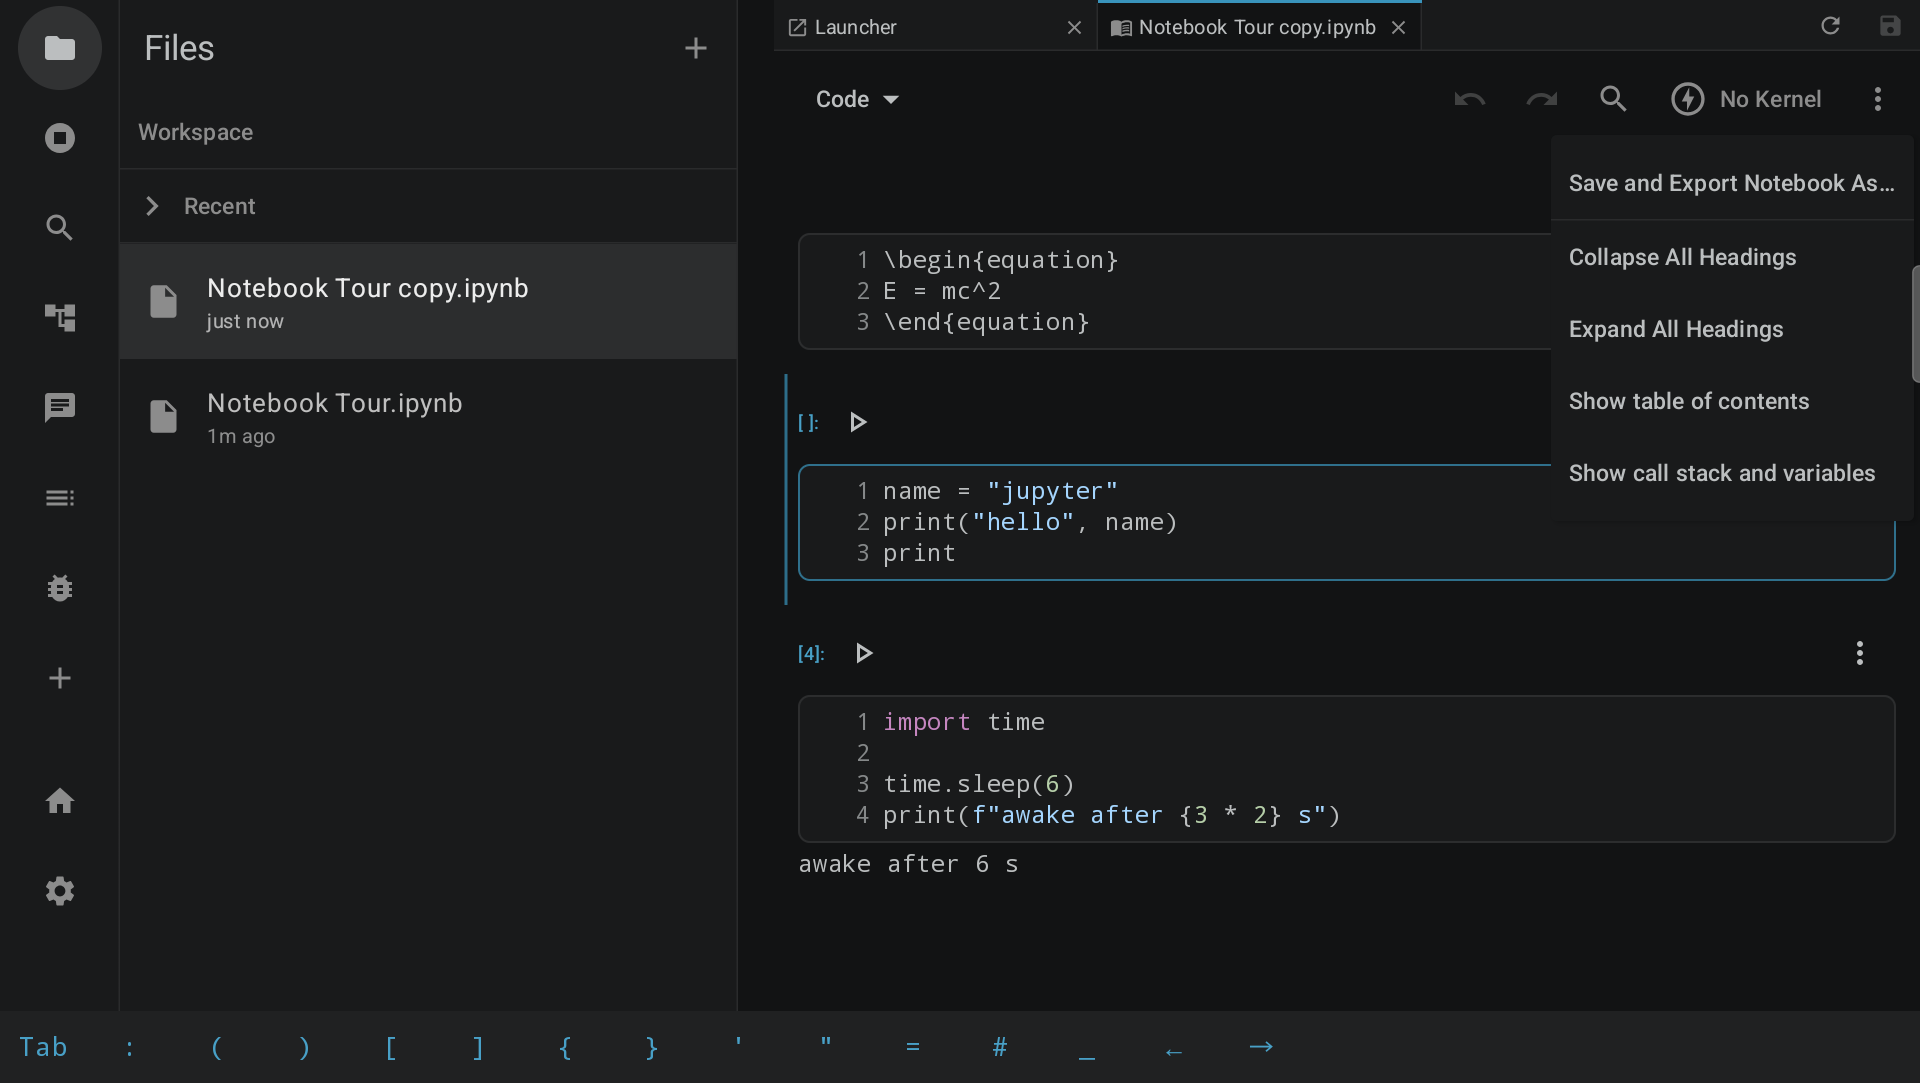 Files
Workspace
Recent
Notebook Tour copy.ipynb
just now
Notebook Tour.ipynb
1m ago
Launcher
Notebook Tour copy.ipynb
Code
No Kernel
Save and Export Notebook As...
Collapse All Headings
Expand All Headings
Show table of contents
Show call stack and variables
1 \begin{equation}
2 E = mc^2
3 \end{equation}
[ ]:
1 name = "jupyter"
2 print("hello", name)
3 print
[4]:
1 import time
2
3 time.sleep(6)
4 print(f"awake after {3 * 2} s")
awake after 6 s
Tab : ( ) [ ] { } ' " = # _ ← →